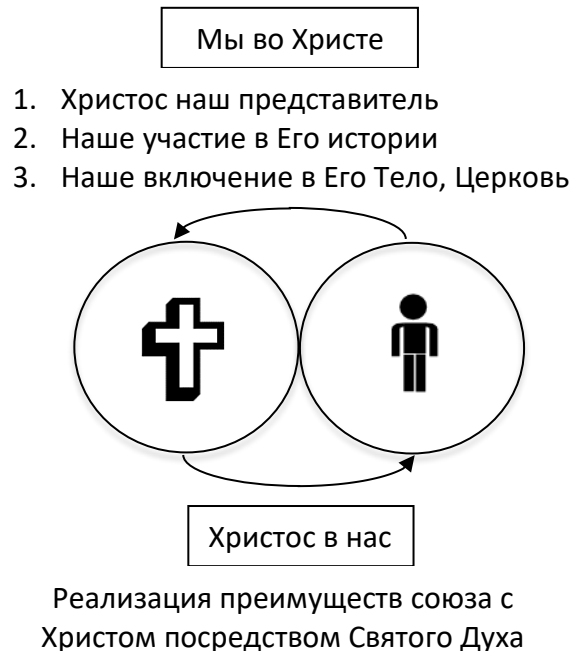 Мы во Христе
1. Христос наш представитель
2. Наше участие в Его истории
3. Наше включение в Его Тело, Церковь
Христос в нас
Реализация преимуществ союза с
Христом посредством Святого Духа